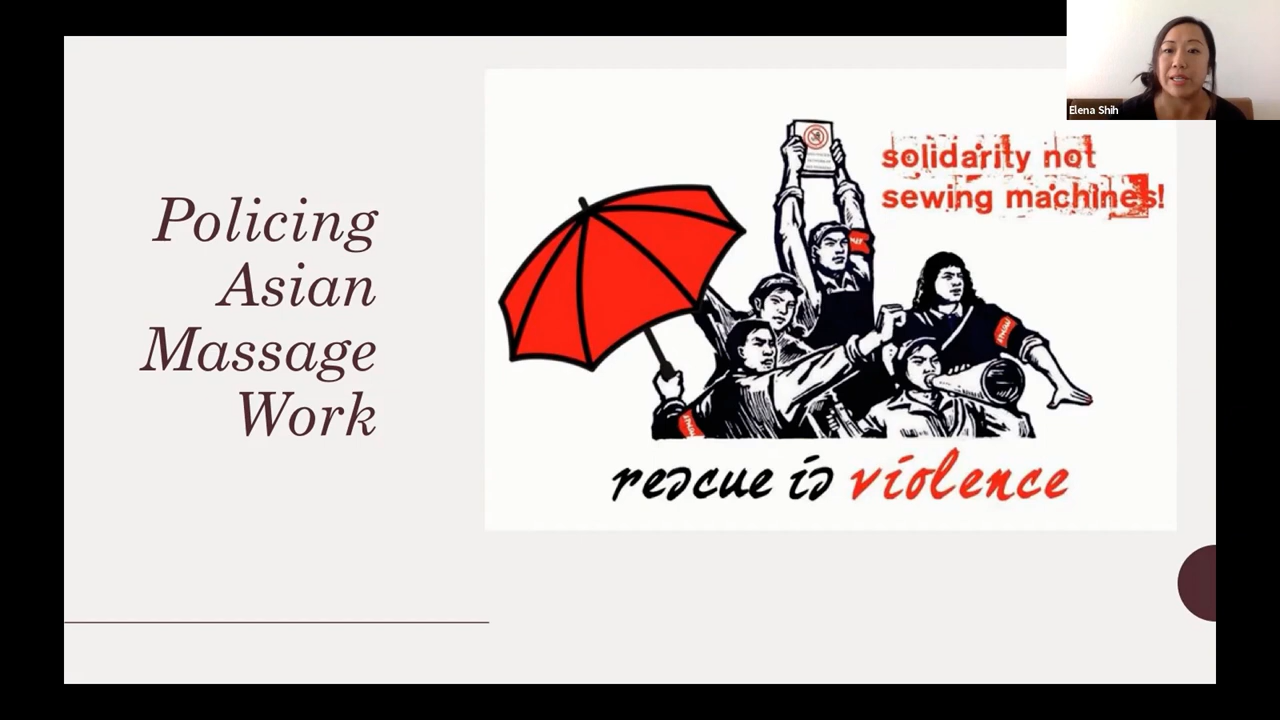 Policing
Asian
Massage
Work
solidarity not
sewing machines!
rescue is violence
Elena Shih